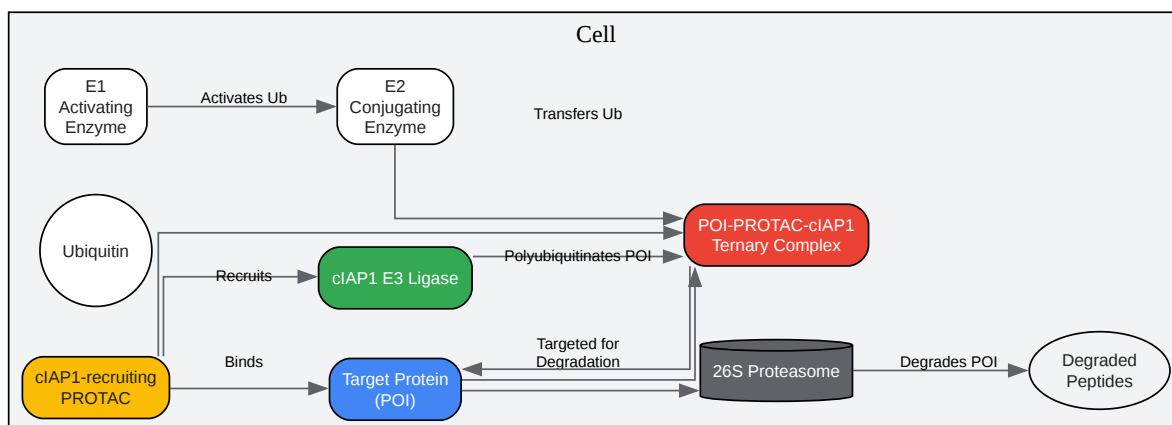 Cell
E1
Activating
Enzyme
Activates Ub
E2
Conjugating
Enzyme
Transfers Ub
Ubiquitin
POI-PROTAC-cIAP1
Ternary Complex
Recruits
cIAP1 E3 Ligase
Polyubiquitinates POI
cIAP1-recruiting
PROTAC
Binds
Target Protein
(POI)
Targeted for
Degradation
26S Proteasome
Degrades POI
Degraded
Peptides